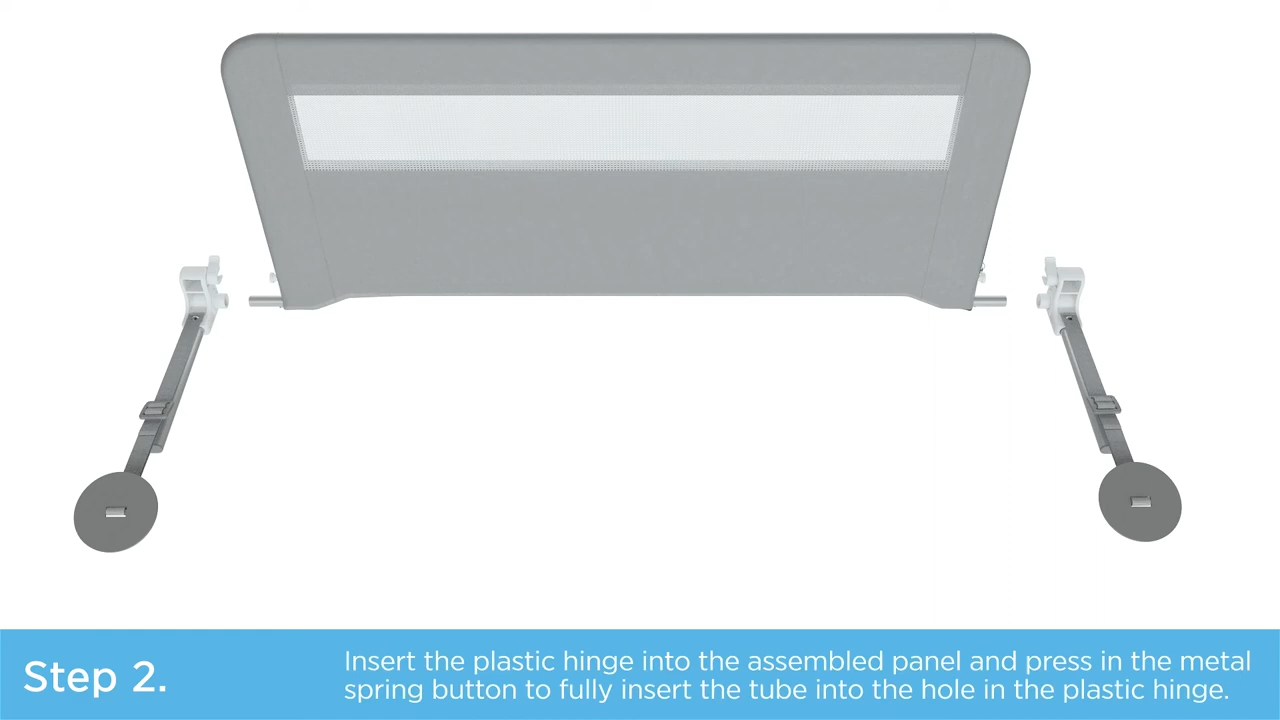 Step 2.
Insert the plastic hinge into the assembled panel and press in the metal
spring button to fully insert the tube into the hole in the plastic hinge.